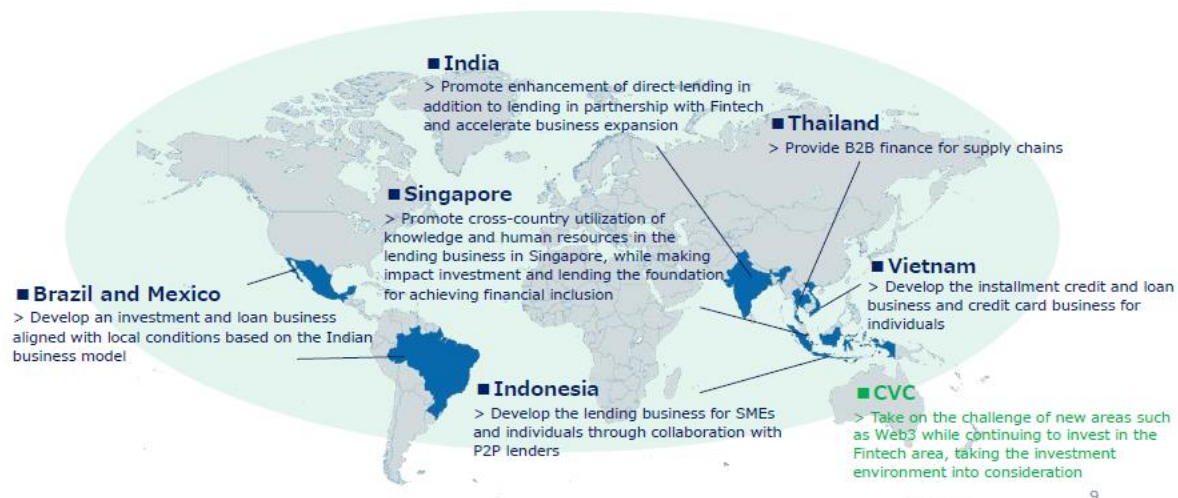 ■India
> Promote enhancement of direct lending in
addition to lending in partnership with Fintech
and accelerate business expansion
■Thailand
> Provide B2B finance for supply chains
■Singapore
> Promote cross-country utilization of
knowledge and human resources in the
lending business in Singapore, while making
impact investment and lending the foundation
for achieving financial inclusion
■Vietnam
> Develop the installment credit and loan
business and credit card business for
individuals
■Brazil and Mexico
> Develop an investment and loan business
aligned with local conditions based on the Indian
business model
■Indonesia
> Develop the lending business for SMEs
and individuals through collaboration with
P2P lenders
■CVC
> Take on the challenge of new areas such
as Web3 while continuing to invest in the
Fintech area, taking the investment
environment into consideration
9